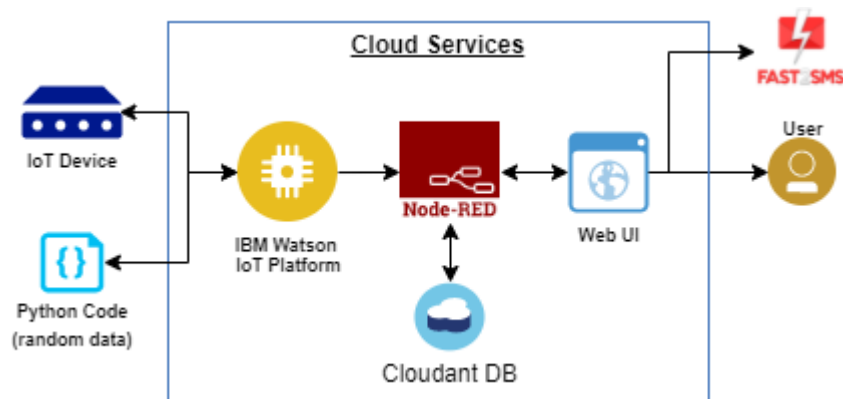 Cloud Services
FAST2SMS
IoT Device
User
Node-RED
Web UI
IBM Watson
IoT Platform
{}
Python Code
(random data)
Cloudant DB